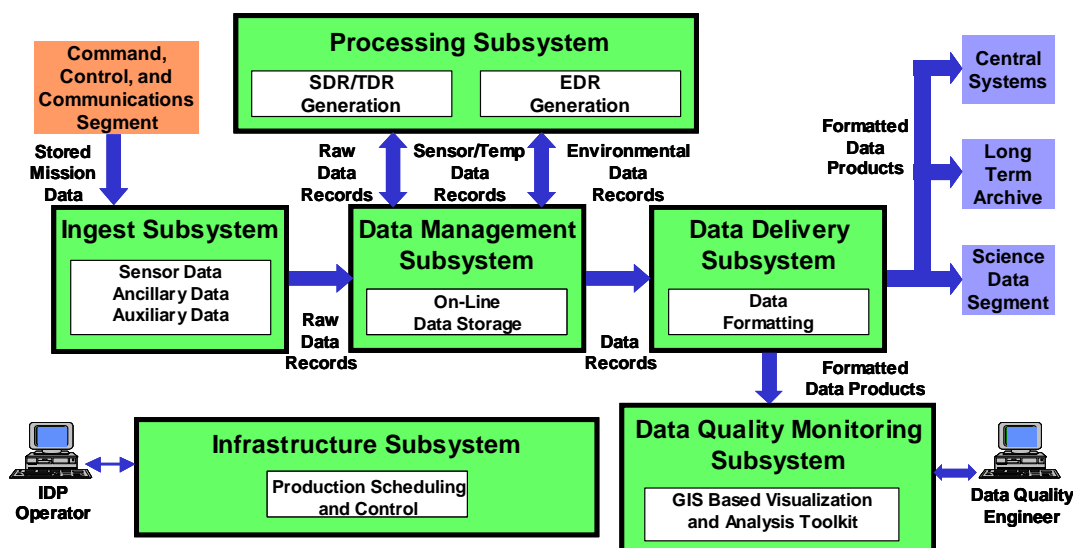 Processing Subsystem
SDR/TDR
Generation
EDR
Generation
Command,
Control, and
Communications
Segment
Central
Systems
Stored
Mission
Data
Raw
Data
Records
Sensor/Temp
Data
Records
Environmental
Data
Records
Formatted
Data
Products
Long
Term
Archive
Ingest Subsystem
Sensor Data
Ancillary Data
Auxiliary Data
Data Management
Subsystem
On-Line
Data Storage
Data Delivery
Subsystem
Data
Formatting
Science
Data
Segment
Raw
Data
Records
Data
Records
Formatted
Data Products
IDP
Operator
Infrastructure Subsystem
Production Scheduling
and Control
Data Quality Monitoring
Subsystem
GIS Based Visualization
and Analysis Toolkit
Data Quality
Engineer